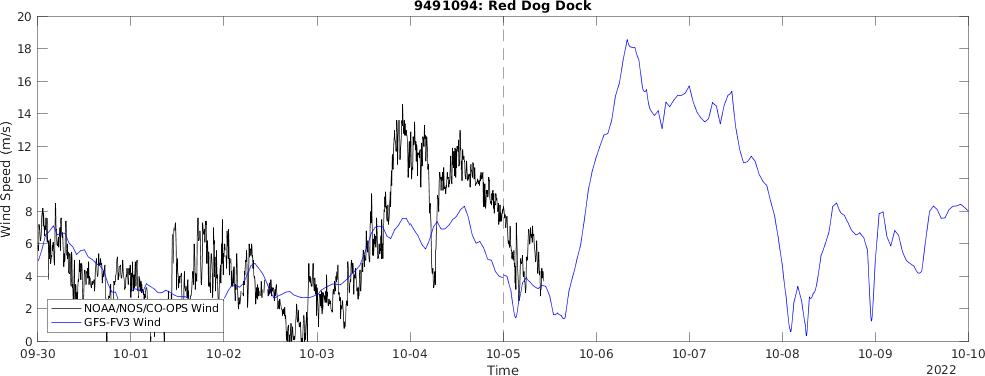 9491094: Red Dog Dock
20
18
16
14
12
10
8
6
4
2
0
Wind Speed (m/s)
NOAA/NOS/CO-OPS Wind
GFS-FV3 Wind
09-30 10-01 10-02 10-03 10-04 10-05 10-06 10-07 10-08 10-09 10-10
Time
2022